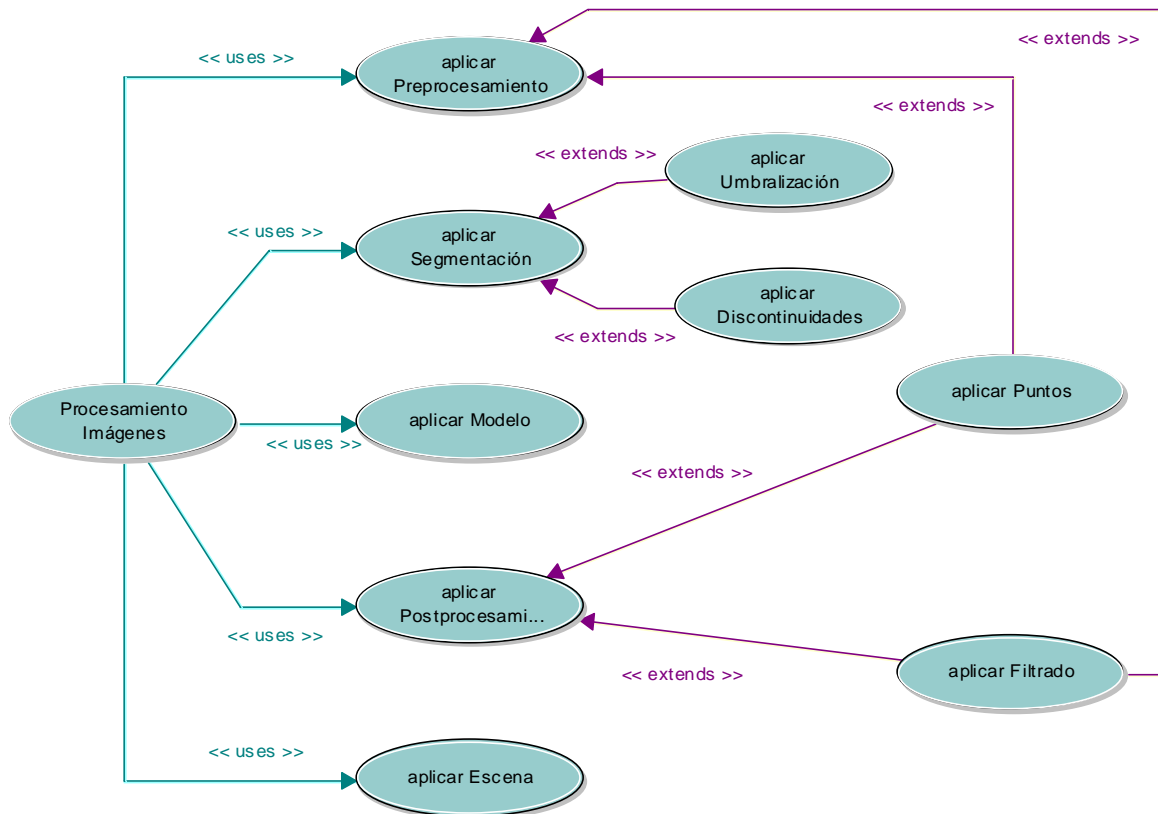 << extends >>
<< uses >>
aplicar
Preprocesamiento
<< extends >>
<< extends >>
aplicar
Umbralización
<< uses >>
aplicar
Segmentación
aplicar
Discontinuidades
<< extends >>
Procesamiento
Imágenes
aplicar Modelo
aplicar Puntos
<< uses >>
<< extends >>
aplicar
Postprocesami...
<< uses >>
<< extends >>
aplicar Filtrado
<< uses >>
aplicar Escena